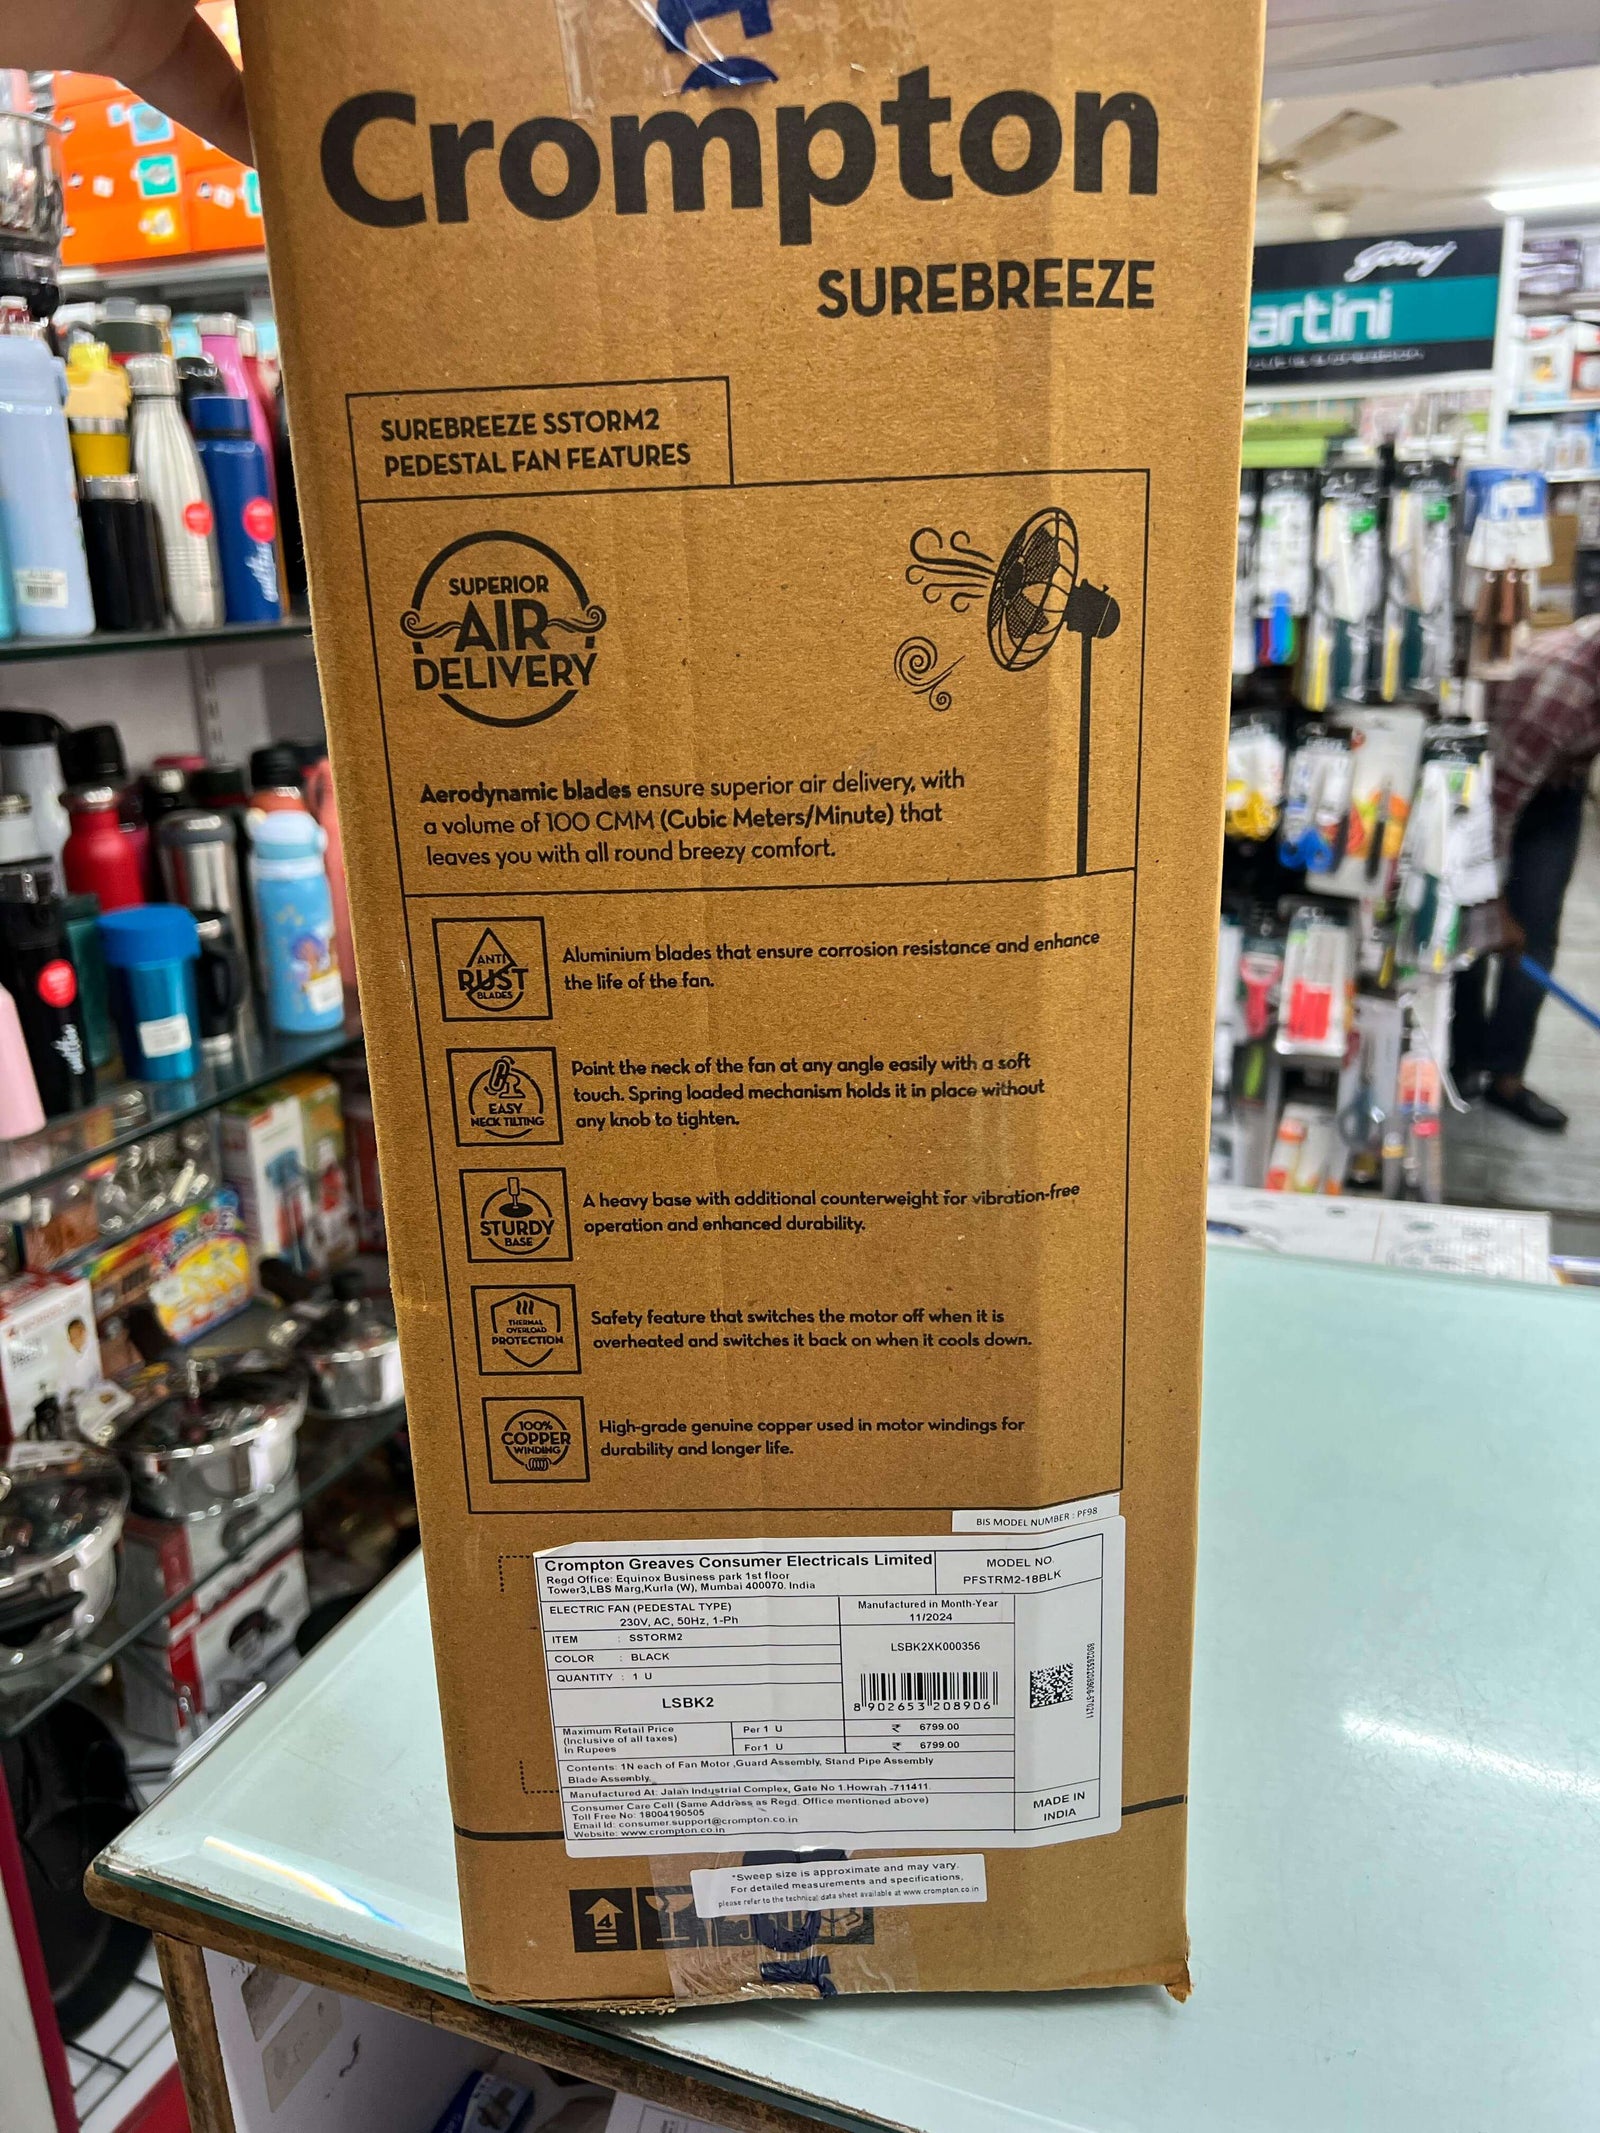 Crompton
SUREBREEZE
Godrej
artini
SUREBREEZE SSTORM2
PEDESTAL FAN FEATURES
SUPERIOR
AIR
DELIVERY
Aerodynamic blades ensure superior air delivery, with
a volume of 100 CMM (Cubic Meters/Minute) that
leaves you with all round breezy comfort.
ANTI
RUST
BLADES
Aluminium blades that ensure corrosion resistance and enhance
the life of the fan.
EASY
NECK TILTING
Point the neck of the fan at any angle easily with a soft
touch. Spring loaded mechanism holds it in place without
any knob to tighten.
STURDY
BASE
A heavy base with additional counterweight for vibration-free
operation and enhanced durability.
THERMAL
OVERLOAD
PROTECTION
Safety feature that switches the motor off when it is
overheated and switches it back on when it cools down.
100%
COPPER
WINDING
High-grade genuine copper used in motor windings for
durability and longer life.
BIS MODEL NUMBER : PF98
Crompton Greaves Consumer Electricals Limited
Regd Office: Equinox Business park 1st floor
Tower3,LBS Marg,Kurla (W), Mumbai 400070. India
MODEL NO.
PFSTRM2-18BLK
ELECTRIC FAN (PEDESTAL TYPE)
230V, AC, 50Hz, 1-Ph
Manufactured in Month-Year
11/2024
ITEM : SSTORM2
COLOR : BLACK
QUANTITY : 1 U
LSBK2XK000356
8 902653 208906
LSBK2
Maximum Retail Price
(Inclusive of all taxes)
in Rupees
Per 1 U ₹ 6799.00
For 1 U ₹ 6799.00
Contents: 1N each of Fan Motor ,Guard Assembly, Stand Pipe Assembly
Blade Assembly
Manufactured At: Jalan Industrial Complex, Gate No 1.Howrah -711411.
Consumer Care Cell (Same Address as Regd. Office mentioned above)
Toll Free No: 18004190505
Email Id: consumer.support@crompton.co.in
Website: www.crompton.co.in
MADE IN
INDIA
*Sweep size is approximate and may vary.
For detailed measurements and specifications,
please refer to the technical data sheet available at www.crompton.co.in
4